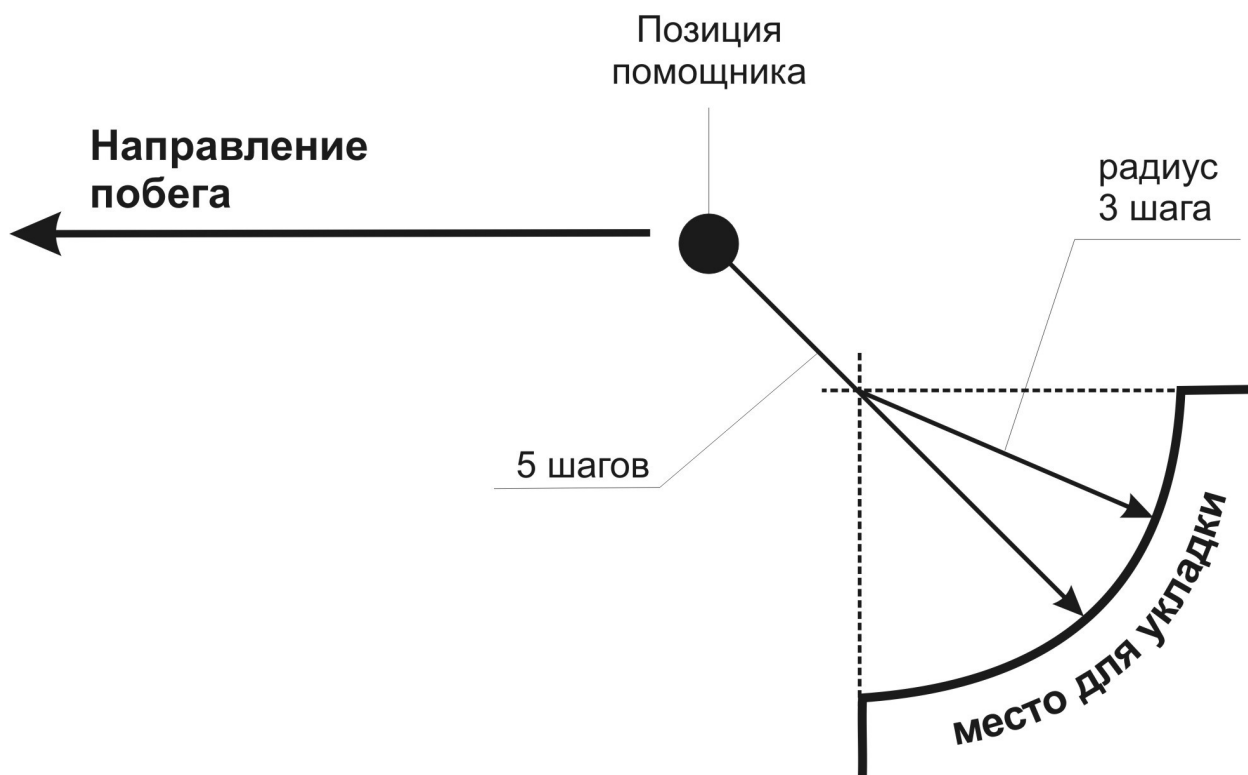 Позиция
помощника
Направление
побега
радиус
3 шага
5 шагов
место для укладки